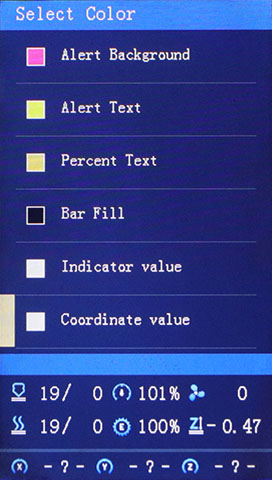 Select Color
Alert Background
Alert Text
Percent Text
Bar Fill
Indicator value
Coordinate value
19/ 0 101% 0
19/ 0 E 100% Z -0.47
X -?- Y -?- Z -?-